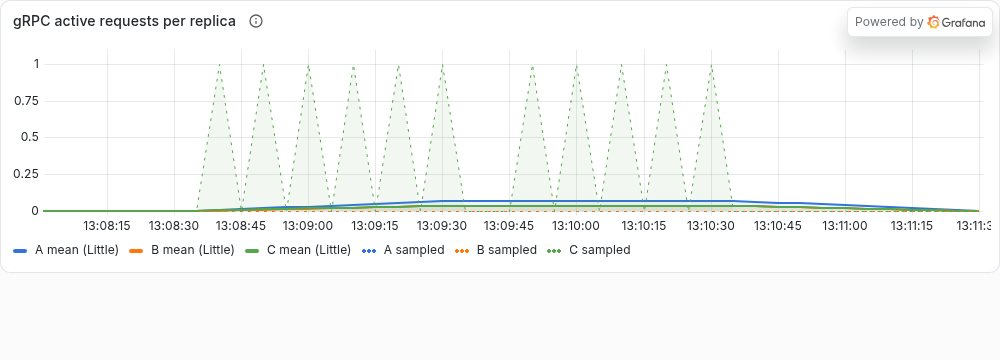 gRPC active requests per replica
Powered by Grafana
1
0.75
0.5
0.25
0
13:08:15 13:08:30 13:08:45 13:09:00 13:09:15 13:09:30 13:09:45 13:10:00 13:10:15 13:10:30 13:10:45 13:11:00 13:11:15 13:11:3
A mean (Little) B mean (Little) C mean (Little) A sampled B sampled C sampled